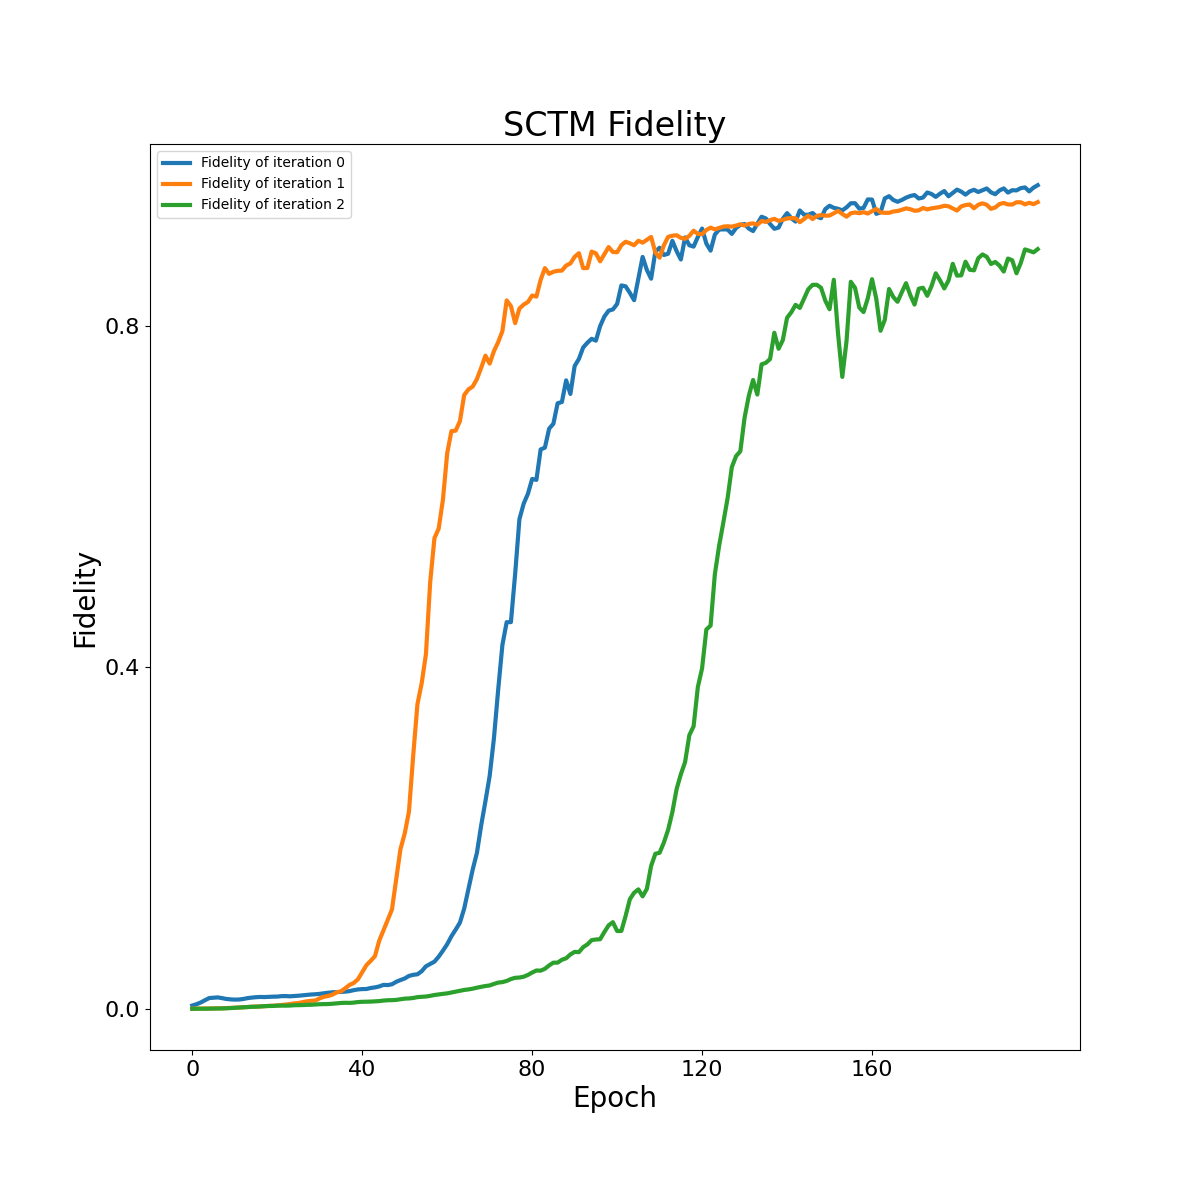 SCTM Fidelity
Fidelity of iteration 0
Fidelity of iteration 1
Fidelity of iteration 2
Fidelity
0.8
0.4
0.0
0 40 80 120 160
Epoch